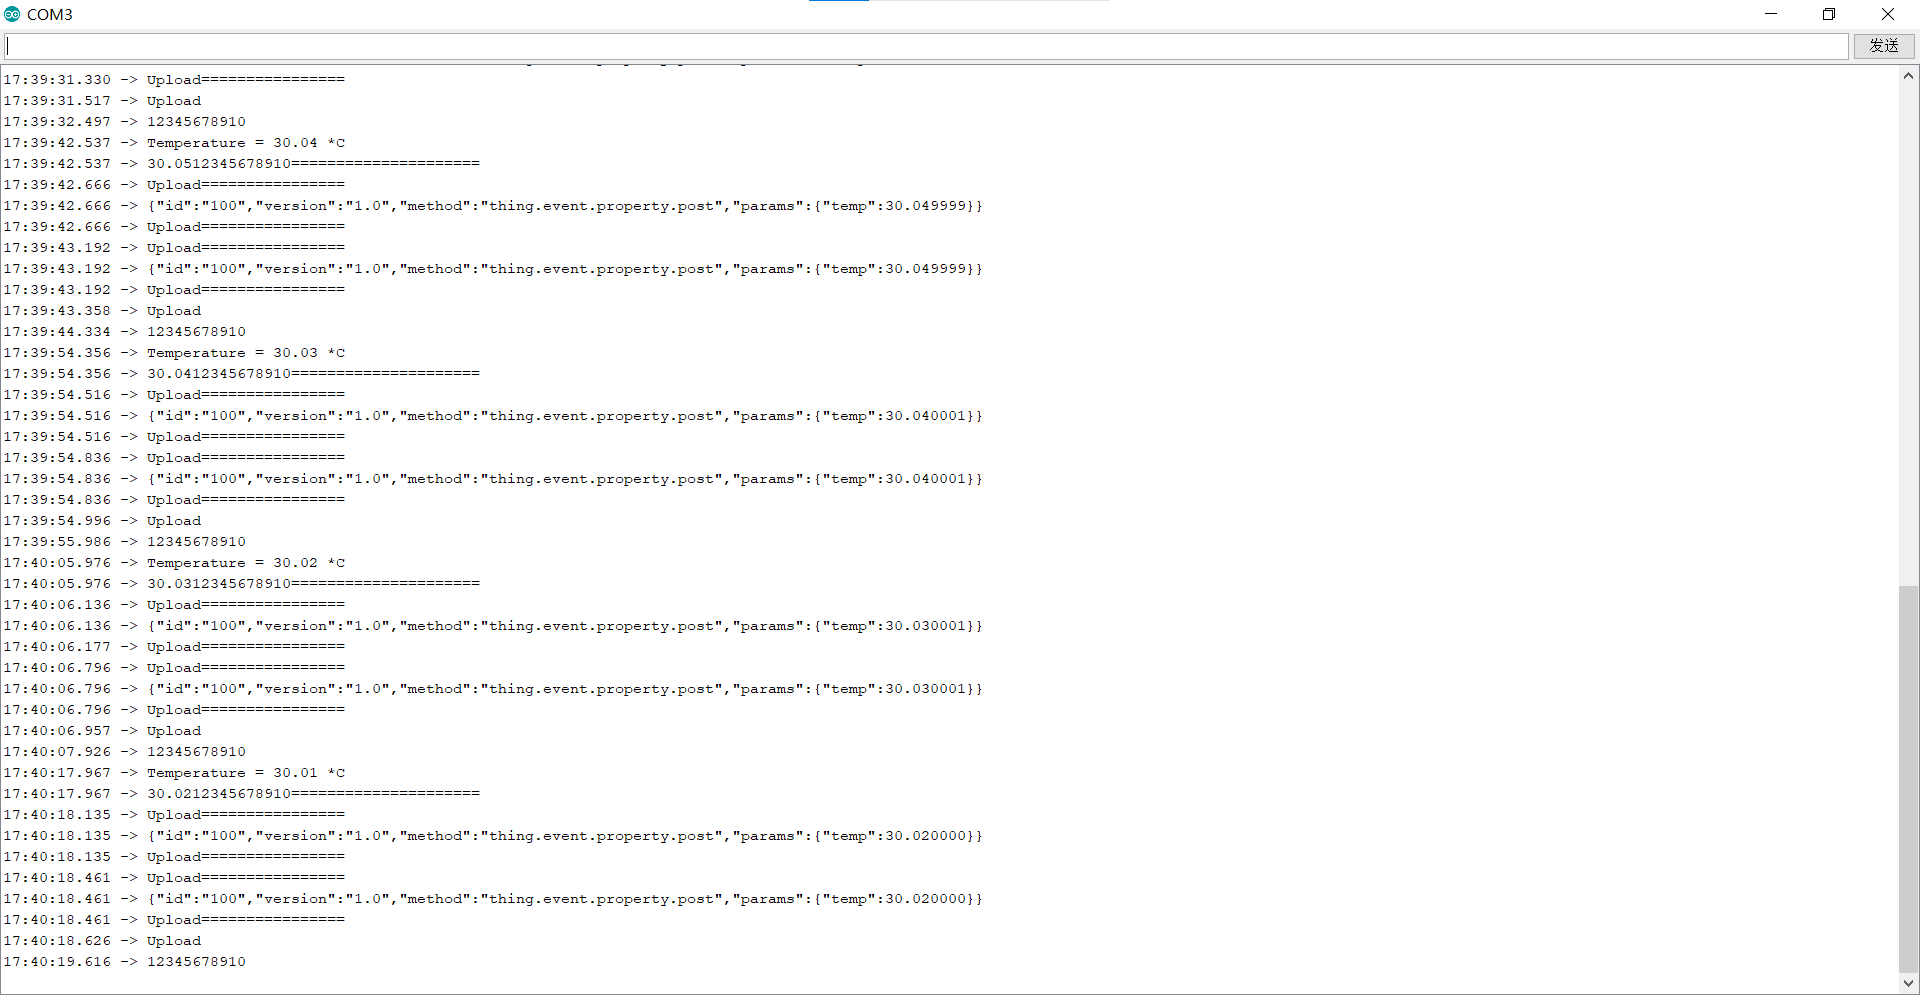 COM3
发送
17:39:31.330 -> Upload================
17:39:31.517 -> Upload
17:39:32.497 -> 12345678910
17:39:42.537 -> Temperature = 30.04 *C
17:39:42.537 -> 30.0512345678910=====================
17:39:42.666 -> Upload================
17:39:42.666 -> {"id":"100","version":"1.0","method":"thing.event.property.post","params":{"temp":30.049999}}
17:39:42.666 -> Upload================
17:39:43.192 -> Upload================
17:39:43.192 -> {"id":"100","version":"1.0","method":"thing.event.property.post","params":{"temp":30.049999}}
17:39:43.192 -> Upload================
17:39:43.358 -> Upload
17:39:44.334 -> 12345678910
17:39:54.356 -> Temperature = 30.03 *C
17:39:54.356 -> 30.0412345678910=====================
17:39:54.516 -> Upload================
17:39:54.516 -> {"id":"100","version":"1.0","method":"thing.event.property.post","params":{"temp":30.040001}}
17:39:54.516 -> Upload================
17:39:54.836 -> Upload================
17:39:54.836 -> {"id":"100","version":"1.0","method":"thing.event.property.post","params":{"temp":30.040001}}
17:39:54.836 -> Upload================
17:39:54.996 -> Upload
17:39:55.986 -> 12345678910
17:40:05.976 -> Temperature = 30.02 *C
17:40:05.976 -> 30.0312345678910=====================
17:40:06.136 -> Upload================
17:40:06.136 -> {"id":"100","version":"1.0","method":"thing.event.property.post","params":{"temp":30.030001}}
17:40:06.177 -> Upload================
17:40:06.796 -> Upload================
17:40:06.796 -> {"id":"100","version":"1.0","method":"thing.event.property.post","params":{"temp":30.030001}}
17:40:06.796 -> Upload================
17:40:06.957 -> Upload
17:40:07.926 -> 12345678910
17:40:17.967 -> Temperature = 30.01 *C
17:40:17.967 -> 30.0212345678910=====================
17:40:18.135 -> Upload================
17:40:18.135 -> {"id":"100","version":"1.0","method":"thing.event.property.post","params":{"temp":30.020000}}
17:40:18.135 -> Upload================
17:40:18.461 -> Upload================
17:40:18.461 -> {"id":"100","version":"1.0","method":"thing.event.property.post","params":{"temp":30.020000}}
17:40:18.461 -> Upload================
17:40:18.626 -> Upload
17:40:19.616 -> 12345678910